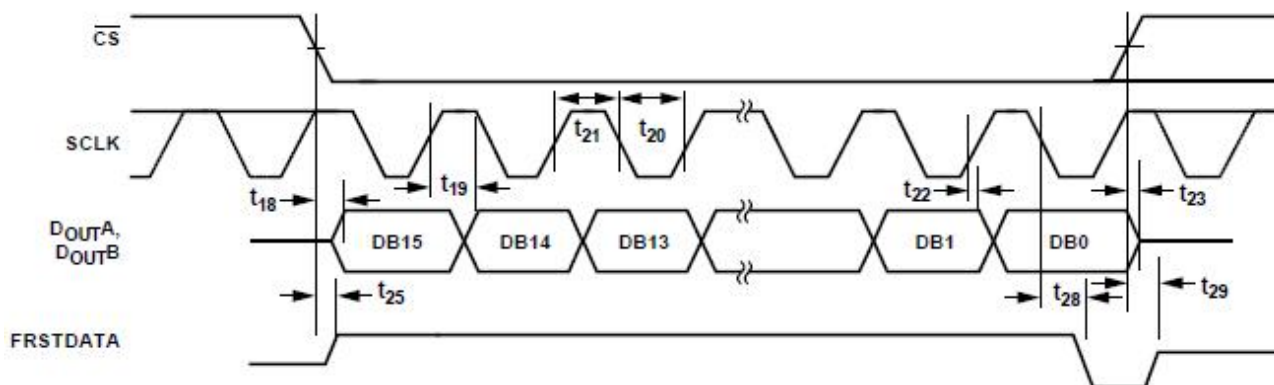 CS
t21
t20
SCLK
t19
t22
t18
t23
DOUTA,
DOUTB
DB15
DB14
DB13
DB1
DB0
t25
t28
t29
FRSTDATA